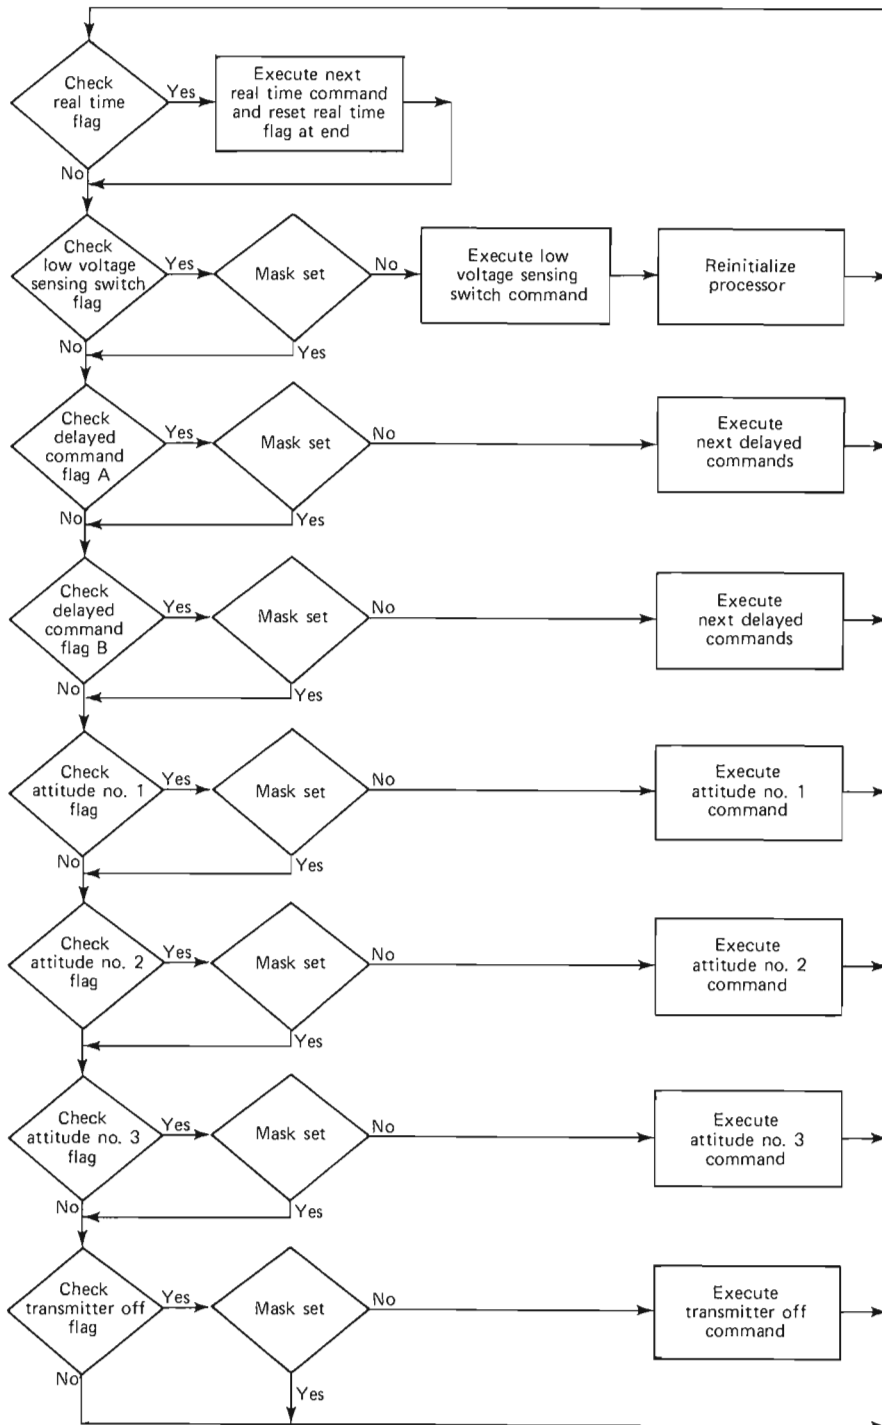 Check
real time
flag
Yes
Execute next
real time command
and reset real time
flag at end
No
Check
low voltage
sensing switch
flag
Yes
Mask set
No
Execute low
voltage sensing
switch command
Reinitialize
processor
No
Yes
Check
delayed
command
flag A
Yes
Mask set
No
Execute
next delayed
commands
No
Yes
Check
delayed
command
flag B
Yes
Mask set
No
Execute
next delayed
commands
No
Yes
Check
attitude no. 1
flag
Yes
Mask set
No
Execute
attitude no. 1
command
No
Yes
Check
attitude no. 2
flag
Yes
Mask set
No
Execute
attitude no. 2
command
Yes
Check
attitude no. 3
flag
Yes
Mask set
No
Execute
attitude no. 3
command
No
Yes
Check
transmitter off
flag
Yes
Mask set
No
Execute
transmitter off
command
No
Yes